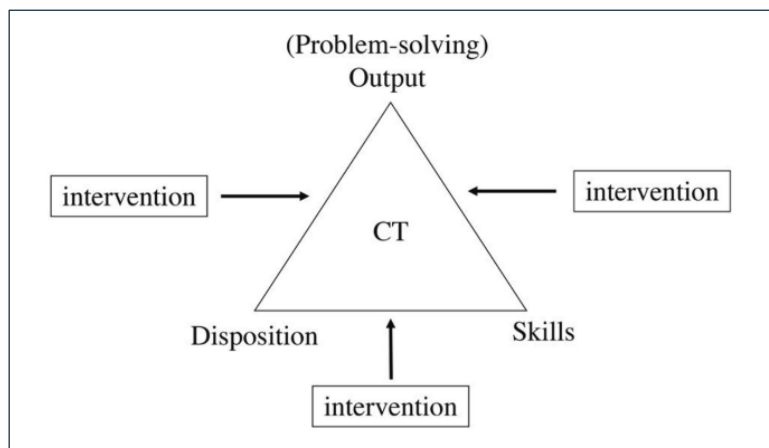 (Problem-solving)
Output
intervention
intervention
CT
Disposition
Skills
intervention